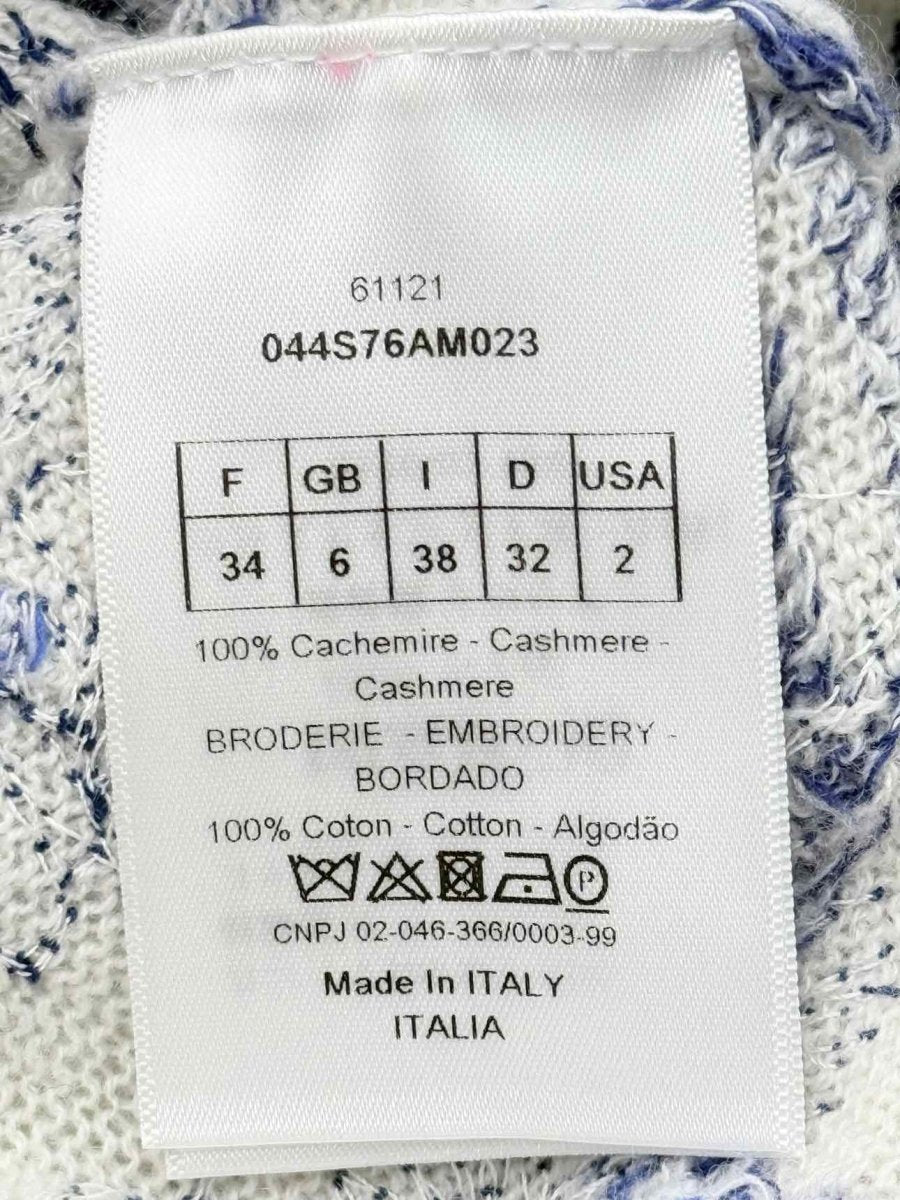 61121
044S76AM023
F GB I D USA
34 6 38 32 2
100% Cachemire - Cashmere -
Cashmere
BRODERIE - EMBROIDERY -
BORDADO
100% Coton - Cotton - Algodão
P
CNPJ 02-046-366/0003-99
Made In ITALY
ITALIA